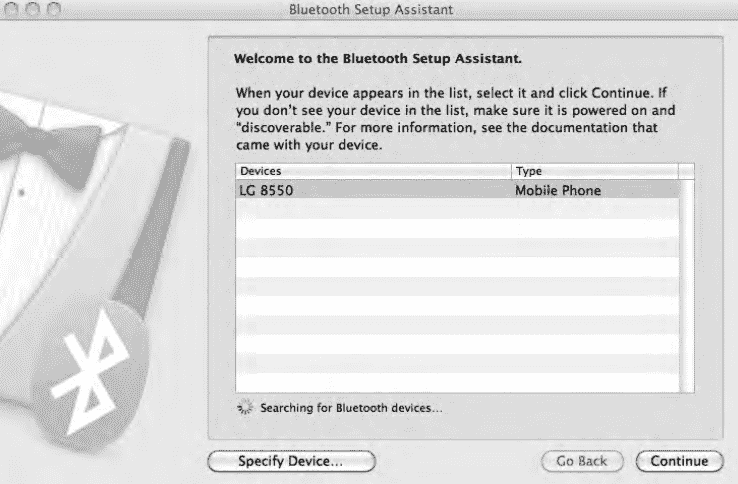 Bluetooth Setup Assistant
Welcome to the Bluetooth Setup Assistant.
When your device appears in the list, select it and click Continue. If
you don't see your device in the list, make sure it is powered on and
"discoverable." For more information, see the documentation that
came with your device.
Devices Type
LG 8550 Mobile Phone
Searching for Bluetooth devices...
Specify Device... Go Back Continue